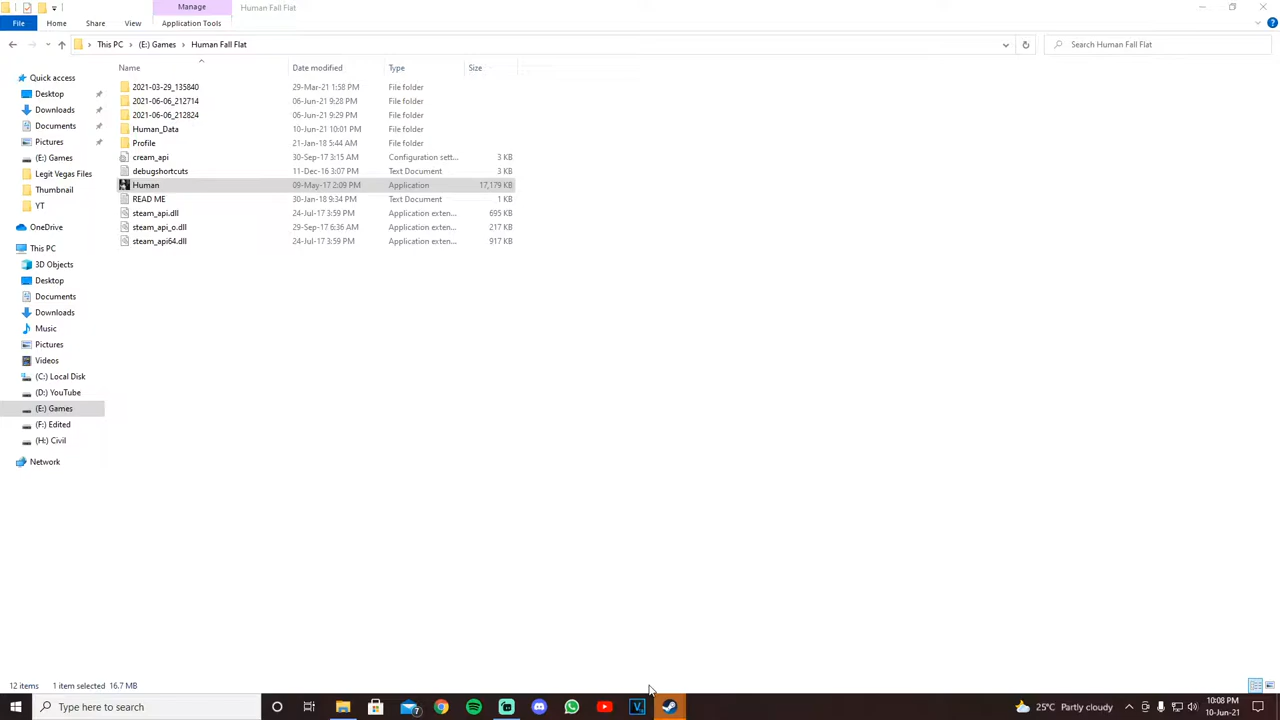 Manage
Human Fall Flat
File Home Share View Application Tools
This PC (E:) Games Human Fall Flat
Search Human Fall Flat
Name Date modified Type Size
2021-03-29_135840 29-Mar-21 1:58 PM File folder
2021-06-06_212714 06-Jun-21 9:28 PM File folder
2021-06-06_212824 06-Jun-21 9:29 PM File folder
Human_Data 10-Jun-21 10:01 PM File folder
Profile 21-Jan-18 5:44 AM File folder
cream_api 30-Sep-17 3:15 AM Configuration sett... 3 KB
debugshortcuts 11-Dec-16 3:07 PM Text Document 3 KB
Human 09-May-17 2:09 PM Application 17,179 KB
READ ME 30-Jan-18 9:34 PM Text Document 1 KB
steam_api.dll 24-Jul-17 3:59 PM Application exten... 695 KB
steam_api_o.dll 29-Sep-17 6:36 AM Application exten... 217 KB
steam_api64.dll 24-Jul-17 3:59 PM Application exten... 917 KB
Quick access
Desktop
Downloads
Documents
Pictures
(E:) Games
Legit Vegas Files
Thumbnail
YT
OneDrive
This PC
3D Objects
Desktop
Documents
Downloads
Music
Pictures
Videos
(C:) Local Disk
(D:) YouTube
(E:) Games
(F:) Edited
(H:) Civil
Network
12 items 1 item selected 16.7 MB
Type here to search
7
25°C Partly cloudy
10:08 PM
10-Jun-21